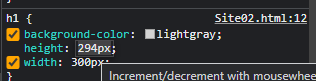 h1 { Site02.html:12
background-color: lightgray;
height: 294px;
width: 300px;
}
Increment/decrement with mousewheel